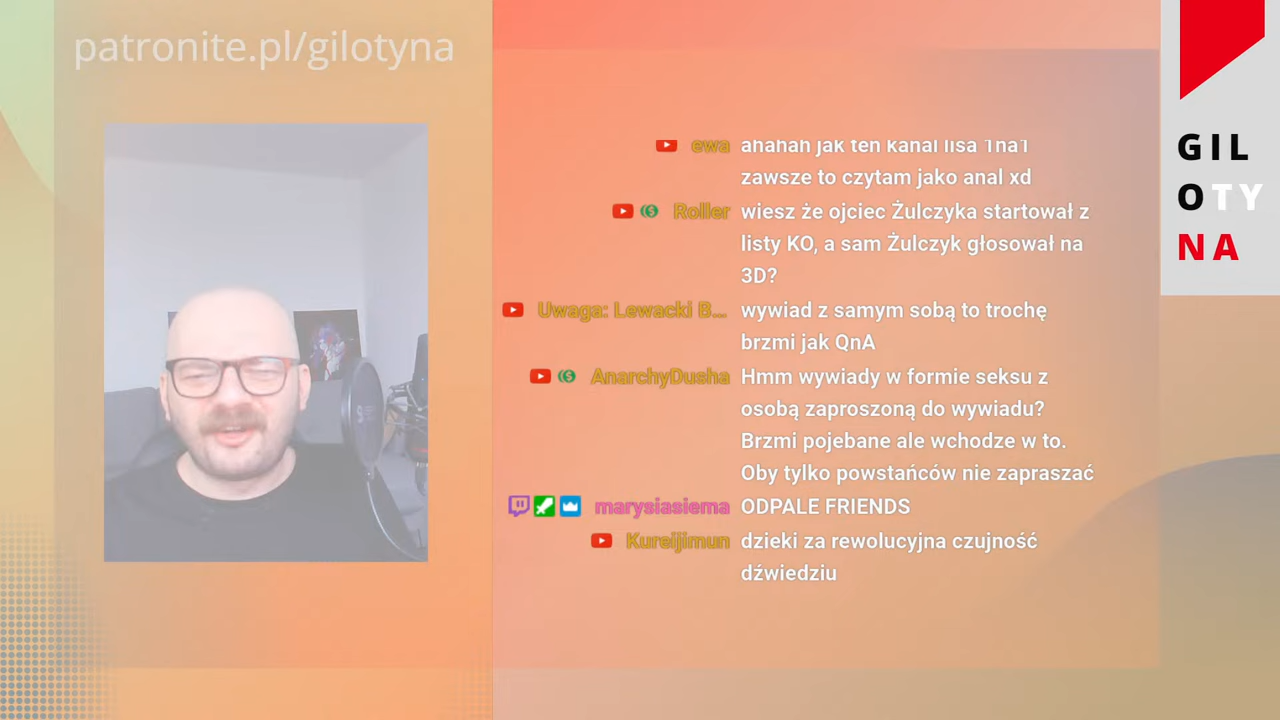 patronite.pl/gilotyna
ewa ahahah jak ten kanał lisa 1na1
zawsze to czytam jako anal xd
Roller wiesz że ojciec Żulczyka startował z
listy KO, a sam Żulczyk głosował na
3D?
Uwaga: Lewacki B... wywiad z samym sobą to trochę
brzmi jak QnA
AnarchyDusha Hmm wywiady w formie seksu z
osobą zaproszoną do wywiadu?
Brzmi pojebane ale wchodze w to.
Oby tylko powstańców nie zapraszać
marysiasiema ODPALE FRIENDS
Kureijimun dzieki za rewolucyjna czujność
dźwiedziu
GIL
OTY
NA